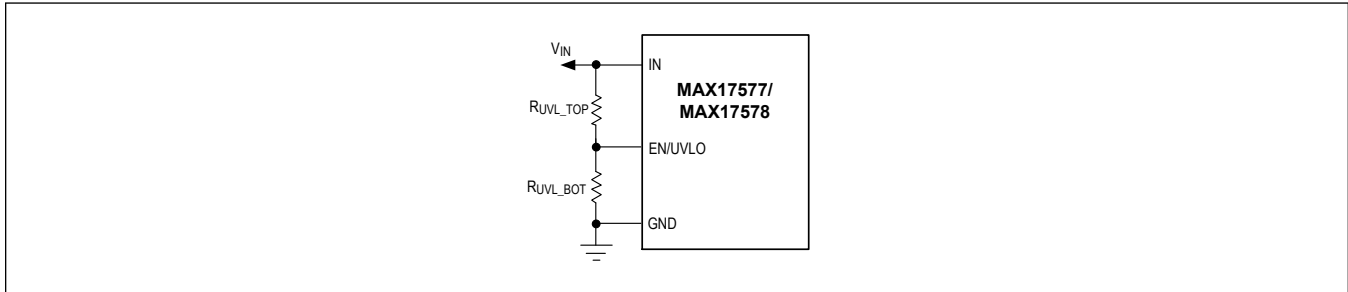 VIN
IN
MAX17577/
MAX17578
RUVL_TOP
EN/UVLO
RUVL_BOT
GND